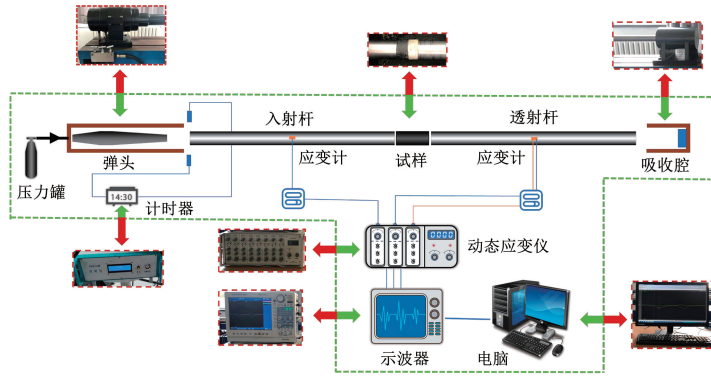 入射杆
透射杆
弹头
应变计
试样
应变计
吸收腔
压力罐
14:30
计时器
0000
动态应变仪
示波器
电脑